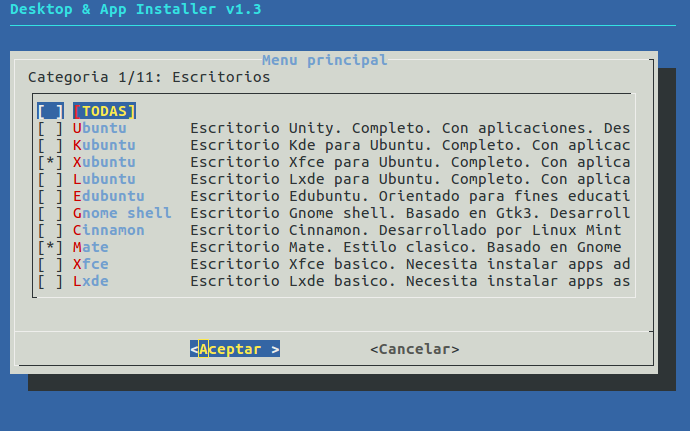 Desktop & App Installer v1.3
Menu principal
Categoria 1/11: Escritorios
[ ] [TODAS]
[ ] Ubuntu Escritorio Unity. Completo. Con aplicaciones. Des
[ ] Kubuntu Escritorio Kde para Ubuntu. Completo. Con aplicac
[*] Xubuntu Escritorio Xfce para Ubuntu. Completo. Con aplica
[ ] Lubuntu Escritorio Lxde para Ubuntu. Completo. Con aplica
[ ] Edubuntu Escritorio Edubuntu. Orientado para fines educati
[ ] Gnome shell Escritorio Gnome shell. Basado en Gtk3. Desarroll
[ ] Cinnamon Escritorio Cinnamon. Desarrollado por Linux Mint
[*] Mate Escritorio Mate. Estilo clasico. Basado en Gnome
[ ] Xfce Escritorio Xfce basico. Necesita instalar apps ad
[ ] Lxde Escritorio Lxde basico. Necesita instalar apps as
<Aceptar > <Cancelar>